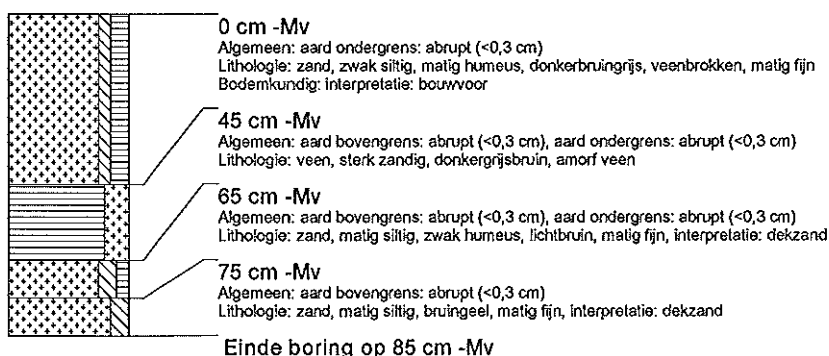 0 cm -Mv
Algemeen: aard ondergrens: abrupt (<0,3 cm)
Lithologie: zand, zwak siltig, matig humeus, donkerbruingrijs, veenbrokken, matig fijn
Bodemkundig: interpretatie: bouwvoor
45 cm -Mv
Algemeen: aard bovengrens: abrupt (<0,3 cm), aard ondergrens: abrupt (<0,3 cm)
Lithologie: veen, sterk zandig, donkergrijsbruin, amorf veen
65 cm -Mv
Algemeen: aard bovengrens: abrupt (<0,3 cm), aard ondergrens: abrupt (<0,3 cm)
Lithologie: zand, matig siltig, zwak humeus, lichtbruin, matig fijn, interpretatie: dekzand
75 cm -Mv
Algemeen: aard bovengrens: abrupt (<0,3 cm)
Lithologie: zand, matig siltig, bruingeel, matig fijn, interpretatie: dekzand
Einde boring op 85 cm -Mv